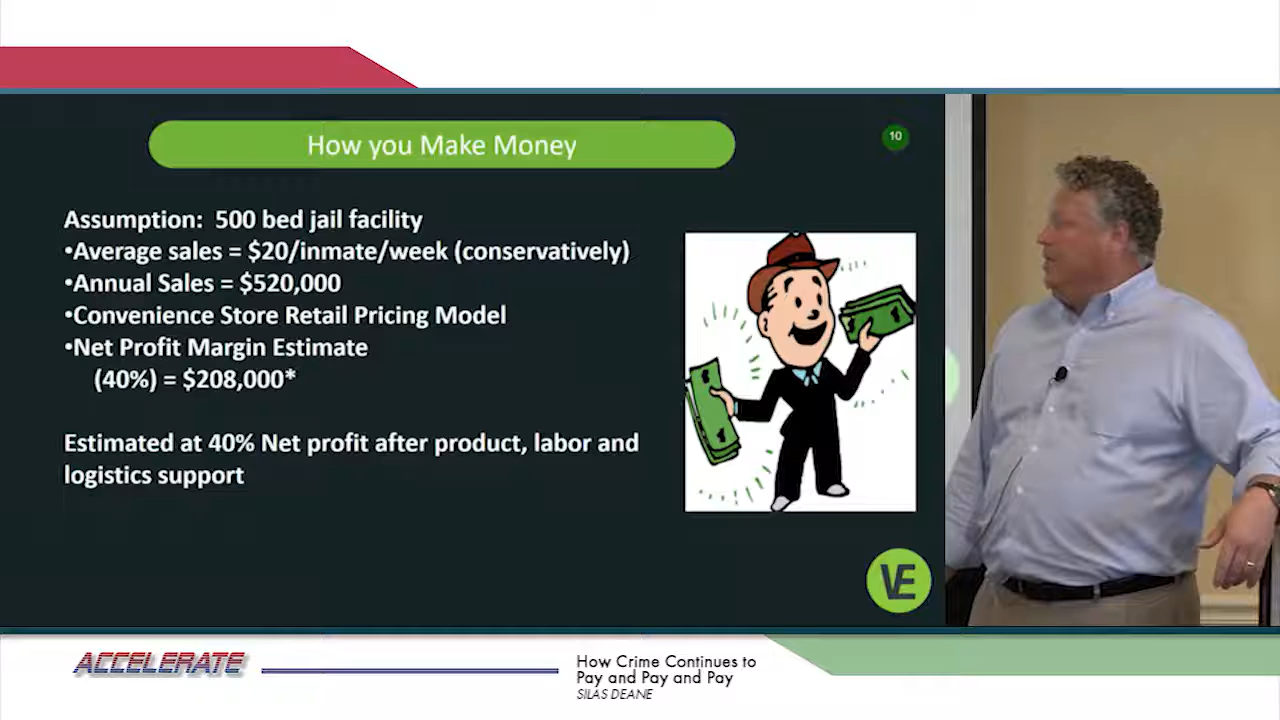 How you Make Money
10
Assumption:  500 bed jail facility
•Average sales = $20/inmate/week (conservatively)
•Annual Sales = $520,000
•Convenience Store Retail Pricing Model
•Net Profit Margin Estimate
(40%) = $208,000*
Estimated at 40% Net profit after product, labor and
logistics support
VE
ACCELERATE
How Crime Continues to
Pay and Pay and Pay
SILAS DEANE